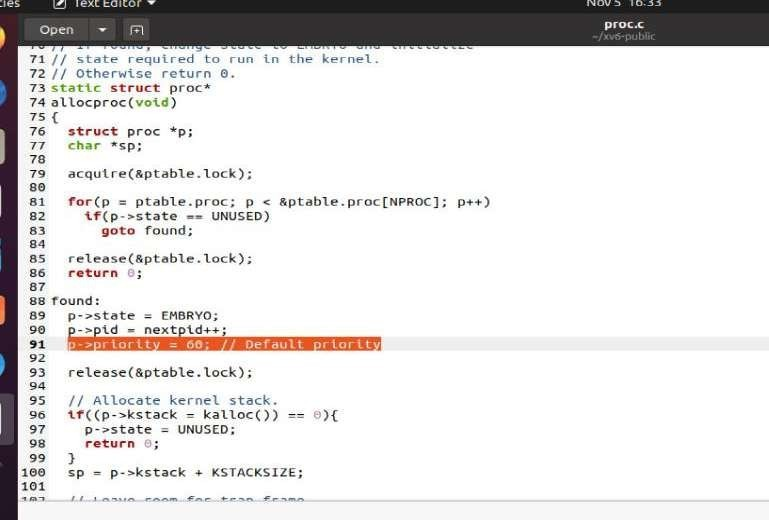 ties Text Editor Nov 5 16:33
Open proc.c
~/xv6-public
70 // If found, change state to EMBRYO and initialize
71 // state required to run in the kernel.
72 // Otherwise return 0.
73 static struct proc*
74 allocproc(void)
75 {
76 struct proc *p;
77 char *sp;
78
79 acquire(&ptable.lock);
80
81 for(p = ptable.proc; p < &ptable.proc[NPROC]; p++)
82 if(p->state == UNUSED)
83 goto found;
84
85 release(&ptable.lock);
86 return 0;
87
88 found:
89 p->state = EMBRYO;
90 p->pid = nextpid++;
91 p->priority = 60; // Default priority
92
93 release(&ptable.lock);
94
95 // Allocate kernel stack.
96 if((p->kstack = kalloc()) == 0){
97 p->state = UNUSED;
98 return 0;
99 }
100 sp = p->kstack + KSTACKSIZE;
101
102 // Leave room for trap frame